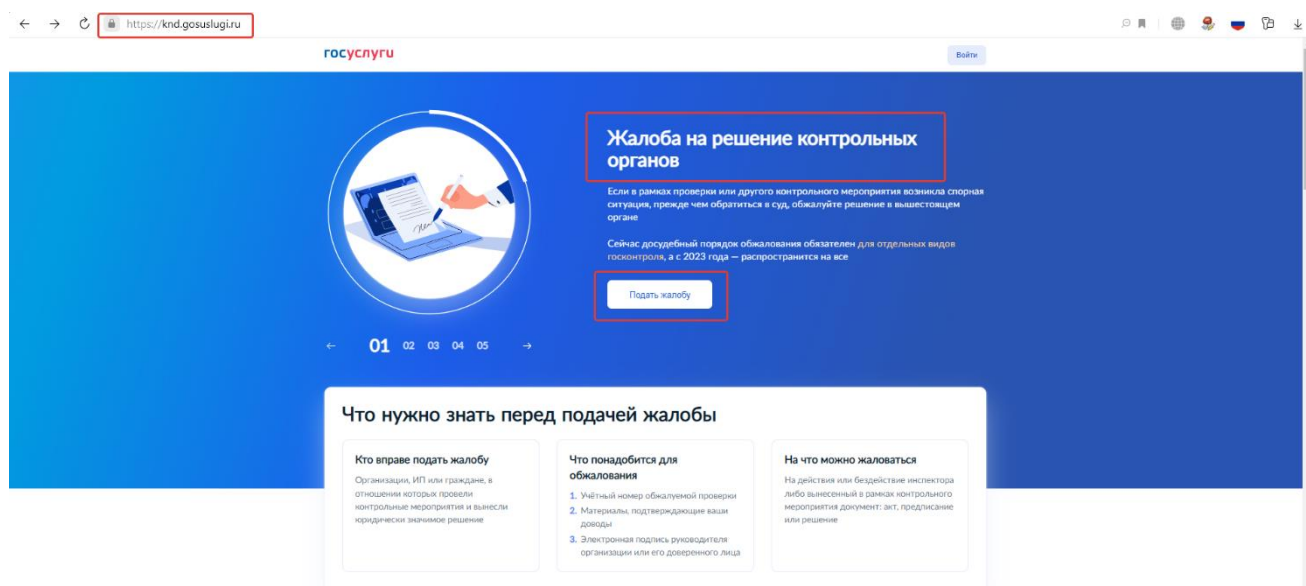 https://knd.gosuslugi.ru
госуслуги
Войти
Жалоба на решение контрольных
органов
Если в рамках проверки или другого контрольного мероприятия возникла спорная
ситуация, прежде чем обратиться в суд, обжалуйте решение в вышестоящем
органе
Сейчас досудебный порядок обжалования обязателен для отдельных видов
госконтроля, а с 2023 года — распространится на все
Подать жалобу
← 01 02 03 04 05 →
Что нужно знать перед подачей жалобы
Кто вправе подать жалобу
Организации, ИП или граждане, в
отношении которых провели
контрольные мероприятия и вынесли
юридически значимое решение
Что понадобится для
обжалования
1. Учётный номер обжалуемой проверки
2. Материалы, подтверждающие ваши
доводы
3. Электронная подпись руководителя
организации или его доверенного лица
На что можно жаловаться
На действия или бездействие инспектора
либо вынесенный в рамках контрольного
мероприятия документ: акт, предписание
или решение